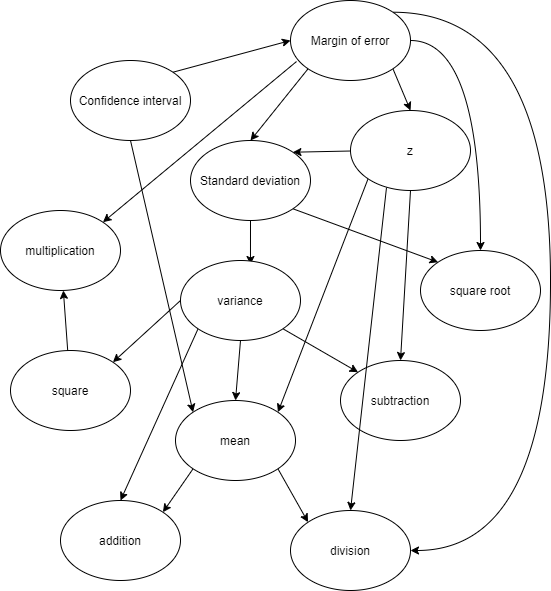 Margin of error
Confidence interval
z
Standard deviation
multiplication
square root
variance
square
subtraction
mean
addition
division